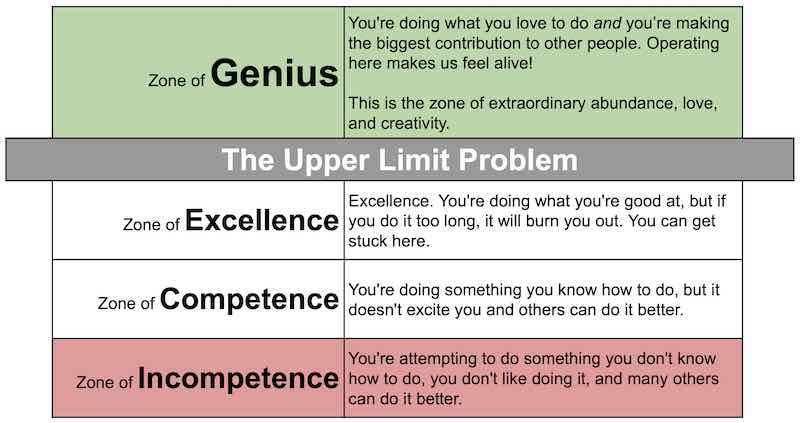 Zone of Genius
You're doing what you love to do and you’re making
the biggest contribution to other people. Operating
here makes us feel alive!
This is the zone of extraordinary abundance, love,
and creativity.
The Upper Limit Problem
Zone of Excellence
Excellence. You're doing what you're good at, but if
you do it too long, it will burn you out. You can get
stuck here.
Zone of Competence
You're doing something you know how to do, but it
doesn't excite you and others can do it better.
Zone of Incompetence
You're attempting to do something you don't know
how to do, you don't like doing it, and many others
can do it better.